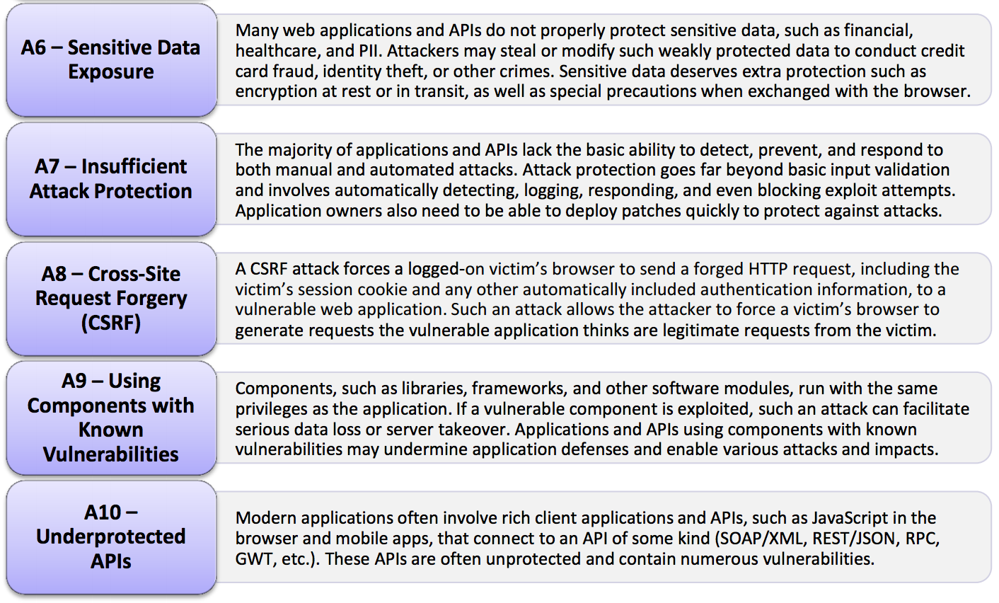 A6 – Sensitive Data
Exposure
Many web applications and APIs do not properly protect sensitive data, such as financial,
healthcare, and PII. Attackers may steal or modify such weakly protected data to conduct credit
card fraud, identity theft, or other crimes. Sensitive data deserves extra protection such as
encryption at rest or in transit, as well as special precautions when exchanged with the browser.
A7 – Insufficient
Attack Protection
The majority of applications and APIs lack the basic ability to detect, prevent, and respond to
both manual and automated attacks. Attack protection goes far beyond basic input validation
and involves automatically detecting, logging, responding, and even blocking exploit attempts.
Application owners also need to be able to deploy patches quickly to protect against attacks.
A8 – Cross-Site
Request Forgery
(CSRF)
A CSRF attack forces a logged-on victim’s browser to send a forged HTTP request, including the
victim’s session cookie and any other automatically included authentication information, to a
vulnerable web application. Such an attack allows the attacker to force a victim’s browser to
generate requests the vulnerable application thinks are legitimate requests from the victim.
A9 – Using
Components with
Known
Vulnerabilities
Components, such as libraries, frameworks, and other software modules, run with the same
privileges as the application. If a vulnerable component is exploited, such an attack can facilitate
serious data loss or server takeover. Applications and APIs using components with known
vulnerabilities may undermine application defenses and enable various attacks and impacts.
A10 –
Underprotected
APIs
Modern applications often involve rich client applications and APIs, such as JavaScript in the
browser and mobile apps, that connect to an API of some kind (SOAP/XML, REST/JSON, RPC,
GWT, etc.). These APIs are often unprotected and contain numerous vulnerabilities.